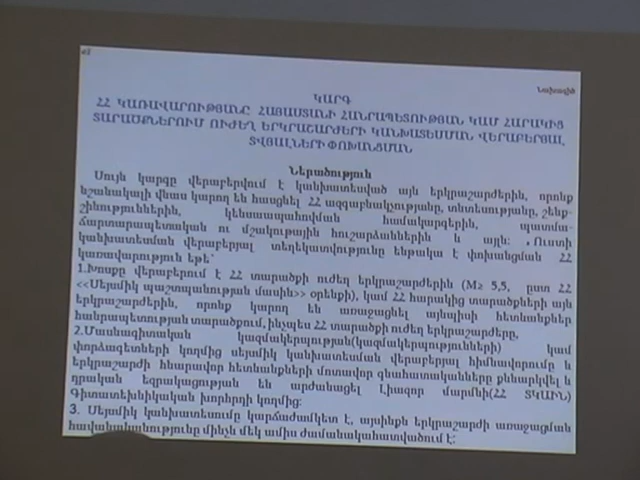 Նախագիծ
ԿԱՐԳ
ՀՀ ԿԱՌԱՎԱՐՈՒԹՅԱՆԸ ՀԱՅԱՍՏԱՆԻ ՀԱՆՐԱՊԵՏՈՒԹՅԱՆ ԿԱՄ ՀԱՐԱԿԻՑ
ՏԱՐԱԾՔՆԵՐՈՒՄ ՈՒԺԵՂ ԵՐԿՐԱՇԱՐԺԵՐԻ ԿԱՆԽԱՏԵՍՄԱՆ ՎԵՐԱԲԵՐՅԱԼ
ՏՎՅԱԼՆԵՐԻ ՓՈԽԱՆՑՄԱՆ
Ներածություն
Սույն կարգը վերաբերվում է կանխատեսված այն երկրաշարժերին, որոնք
նշանակալի վնաս կարող են հասցնել ՀՀ ազգաբնակչությանը, տնտեսությանը, շենք-
շինություններին, կենսաապահովման համակարգերին, պատմա-
ճարտարապետական ու մշակութային հուշարձաններին և այլն: Ուստի
կանխատեսման վերաբերյալ տեղեկատվությունը ենթակա է փոխանցման ՀՀ
կառավարություն եթե՝
1.Խոսքը վերաբերում է ՀՀ տարածքի ուժեղ երկրաշարժերին (M≥ 5,5, ըստ ՀՀ
<<Սեյսմիկ պաշտպանության մասին>> օրենքի), կամ ՀՀ հարակից տարածքների այն
երկրաշարժերին, որոնք կարող են առաջացնել այնպիսի հետևանքներ
հանրապետության տարածքում, ինչպես ՀՀ տարածքի ուժեղ երկրաշարժերը,
2.Մասնագիտական կազմակերպության(կազմակերպությունների) կամ
փորձագետների կողմից սեյսմիկ կանխատեսման վերաբերյալ հիմնավորումը և
երկրաշարժի հնարավոր հետևանքների մոտավոր գնահատականները քննարկվել և
դրական եզրակացության են արժանացել Լիազոր մարմնի(ՀՀ ՏԿԱԻՆ)
Գիտատեխնիկական խորհրդի կողմից:
3. Սեյսմիկ կանխատեսումը կարճաժամկետ է, այսինքն երկրաշարժի առաջացման
հավանականությունը մինչև մեկ ամիս ժամանակահատվածում է: